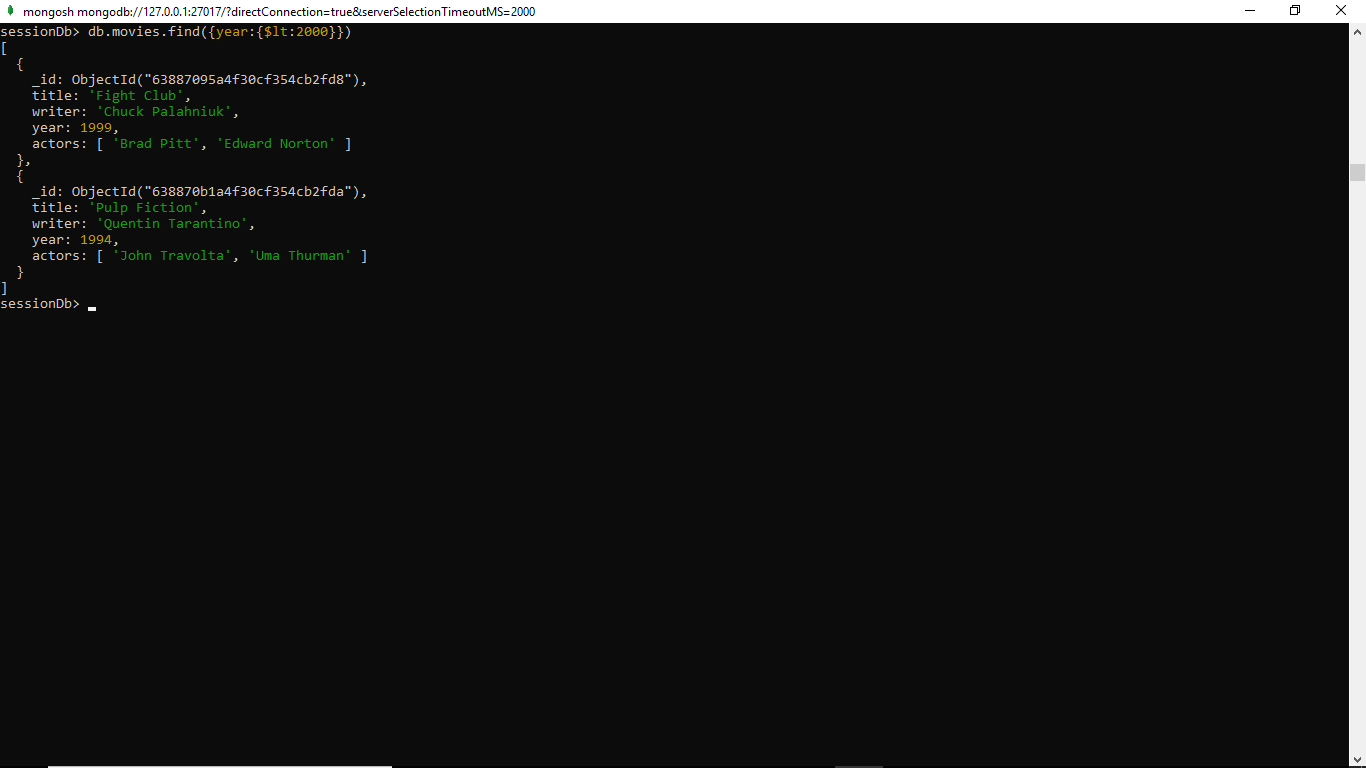 mongosh mongodb://127.0.0.1:27017/?directConnection=true&serverSelectionTimeoutMS=2000
sessionDb> db.movies.find({year:{$lt:2000}})
[
  {
    _id: ObjectId("63887095a4f30cf354cb2fd8"),
    title: 'Fight Club',
    writer: 'Chuck Palahniuk',
    year: 1999,
    actors: [ 'Brad Pitt', 'Edward Norton' ]
  },
  {
    _id: ObjectId("638870b1a4f30cf354cb2fda"),
    title: 'Pulp Fiction',
    writer: 'Quentin Tarantino',
    year: 1994,
    actors: [ 'John Travolta', 'Uma Thurman' ]
  }
]
sessionDb>